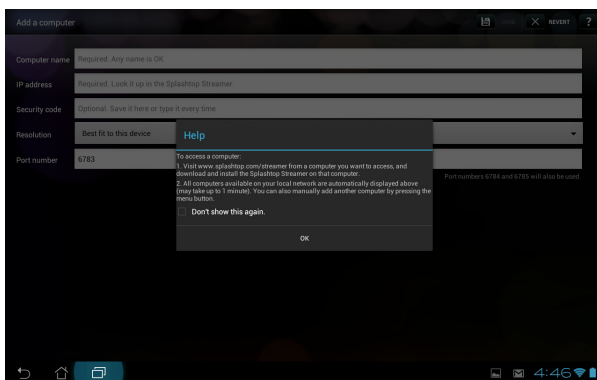 Add a computer
SAVE
REVERT
?
Computer name
Required. Any name is OK
IP address
Required. Look it up in the Splashtop Streamer
Security code
Optional. Save it here or type it every time
Resolution
Best fit to this device
Port number
6783
Port numbers 6784 and 6785 will also be used.
Help
To access a computer:
1. Visit www.splashtop.com/streamer from a computer you want to access, and
download and install the Splashtop Streamer on that computer.
2. All computers available on your local network are automatically displayed above
(may take up to 1 minute). You can also manually add another computer by pressing the
menu button.
Don't show this again.
OK
4:46